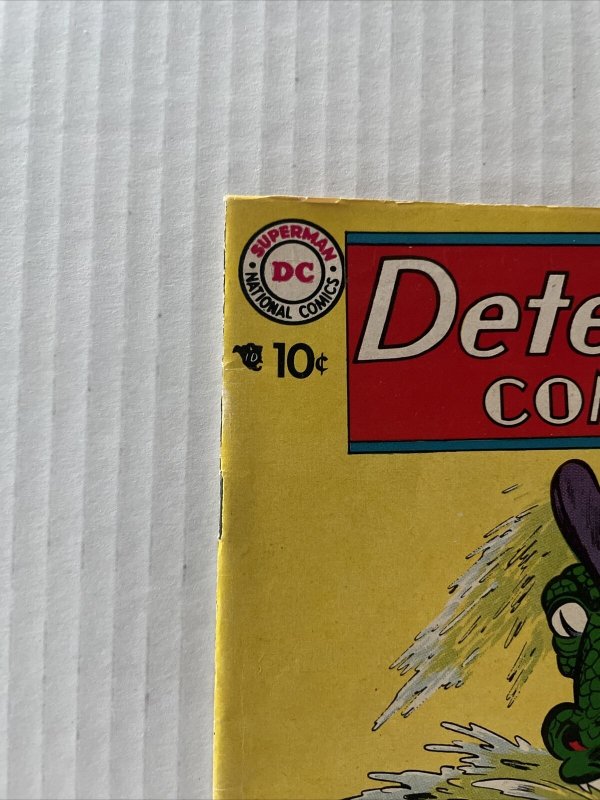 SUPERMAN
DC
NATIONAL COMICS
10¢
Dete
CO